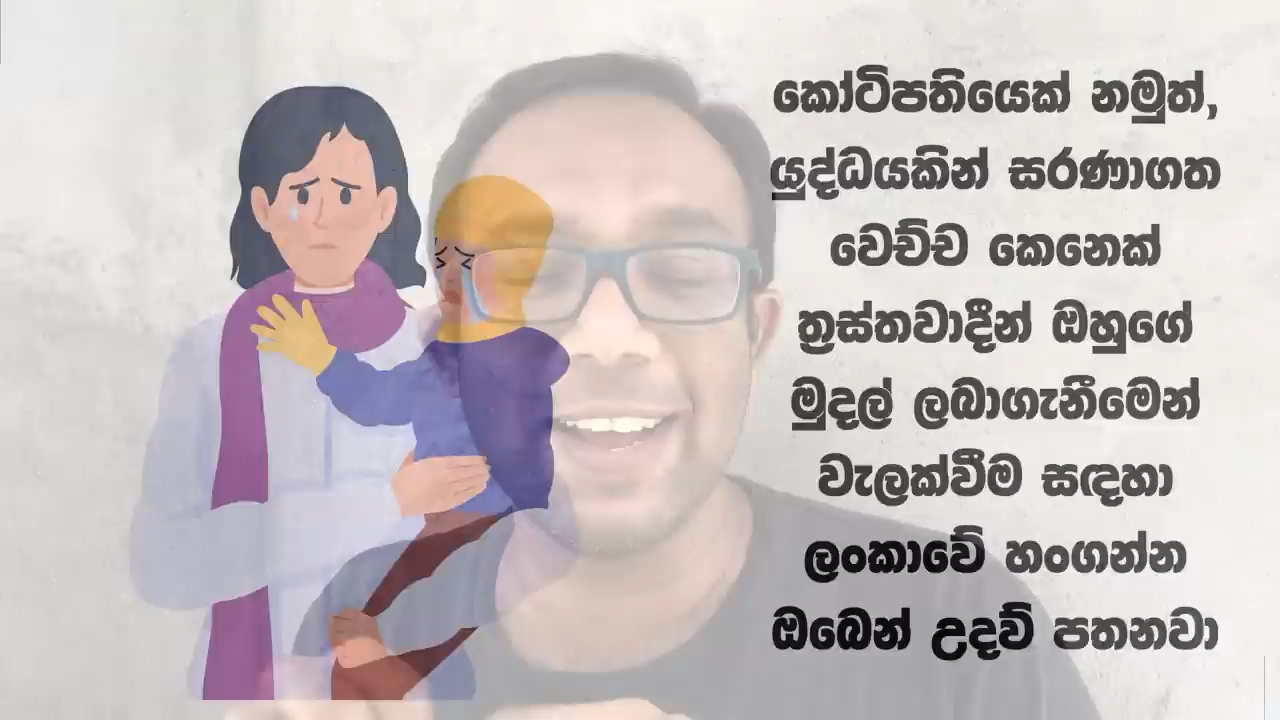 කෝටිපතියෙක් නමුත්,
යුද්ධයකින් සරණාගත
වෙච්ච කෙනෙක්
ත්‍රස්තවාදීන් ඔහුගේ
මුදල් ලබාගැනීමෙන්
වැලක්වීම සඳහා
ලංකාවේ හංගන්න
ඔබෙන් උදව් පතනවා